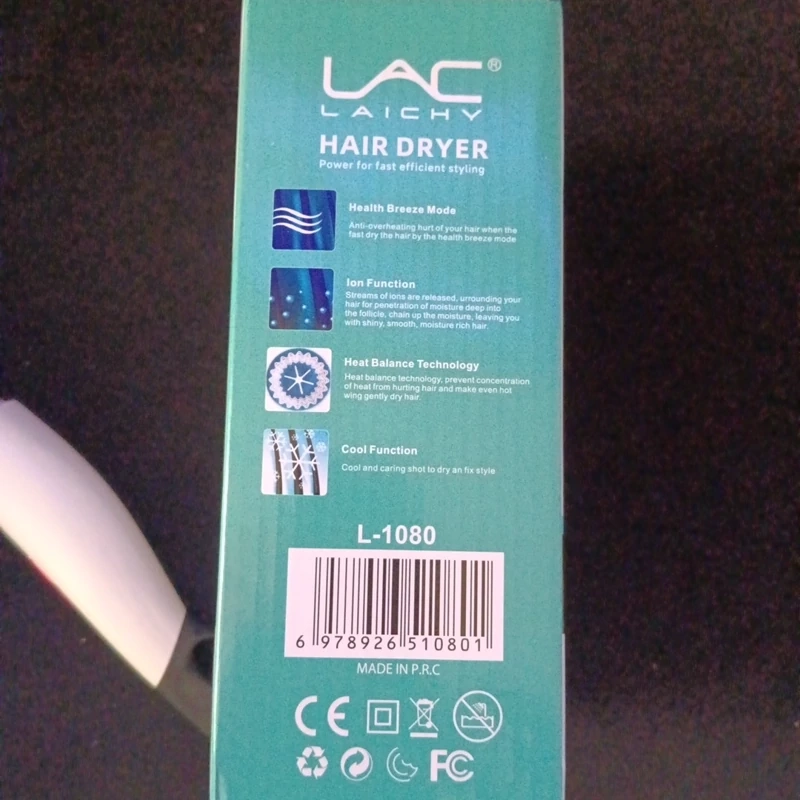 LAC®
LAICHY
HAIR DRYER
Power for fast efficient styling
Health Breeze Mode
Anti-overheating hurt of your hair when the
fast dry the hair by the health breeze mode
Ion Function
Streams of ions are released, urrounding your
hair for penetration of moisture deep into
the follicle, chain up the moisture, leaving you
with shiny, smooth, moisture rich hair.
Heat Balance Technology
Heat balance technology, prevent concentration
of heat from hurting hair and make even hot
wing gently dry hair.
Cool Function
Cool and caring shot to dry an fix style
L-1080
6 978926 510801
MADE IN P.R.C
CE
FC